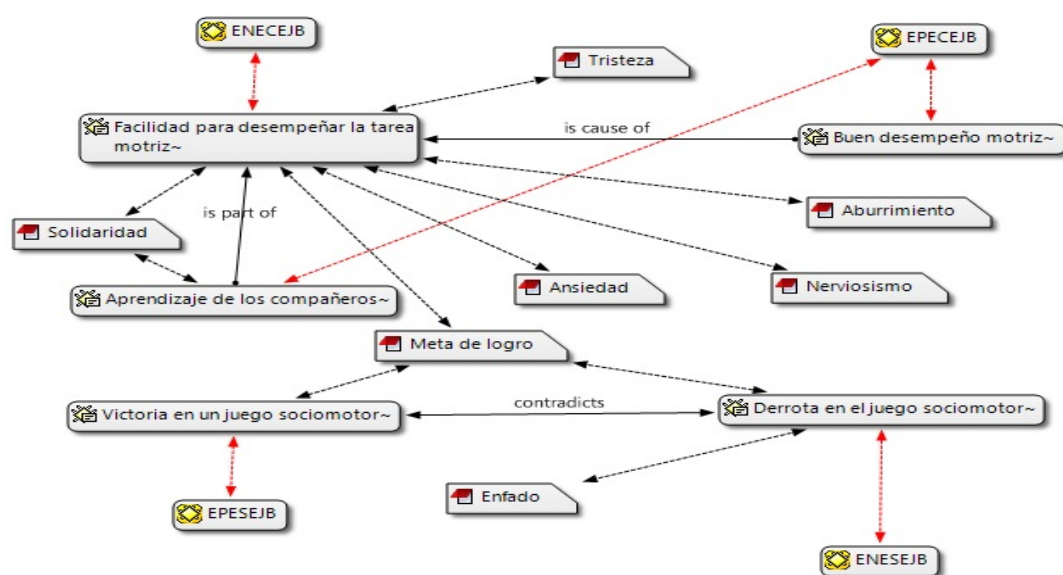 ENECEJB
EPECEJB
Tristeza
Facilidad para desempeñar la tarea
motriz~
is cause of
Buen desempeño motriz~
Solidaridad
is part of
Aburrimiento
Aprendizaje de los compañeros~
Ansiedad
Nerviosismo
Meta de logro
Victoria en un juego sociomotor~
contradicts
Derrota en el juego sociomotor~
Enfado
EPESEJB
ENESEJB